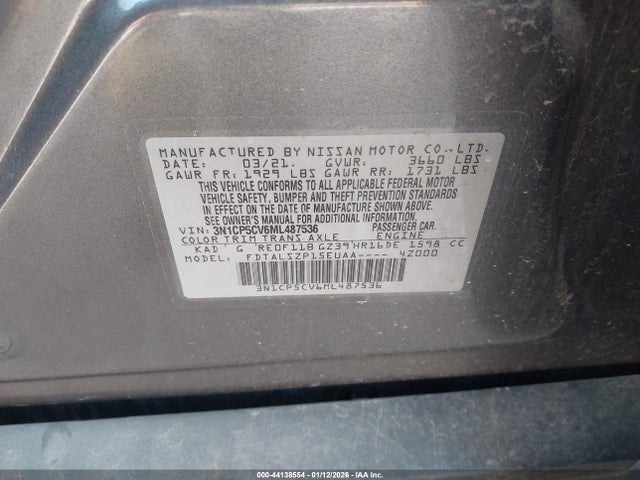 MANUFACTURED BY NISSAN MOTOR CO., LTD.
DATE: 03/21. GVWR: 3660 LBS
GAWR FR: 1929 LBS GAWR RR: 1731 LBS
THIS VEHICLE CONFORMS TO ALL APPLICABLE FEDERAL MOTOR
VEHICLE SAFETY, BUMPER AND THEFT PREVENTION STANDARDS
IN EFFECT ON THE DATE OF MANUFACTURE SHOWN ABOVE.
SEE OWNER'S MANUAL FOR ADDITIONAL INFORMATION
VIN: 3N1CP5CV6ML487536 PASSENGER CAR.
COLOR TRIM TRANS AXLE ENGINE
KAD G RE0F11B GZ39 HR16DE 1598 CC
MODEL: FDTALSZP15EUAA---- 42000
3N1CP5CV6ML487536
000-44138554 | 01/12/2026 - IAA Inc.